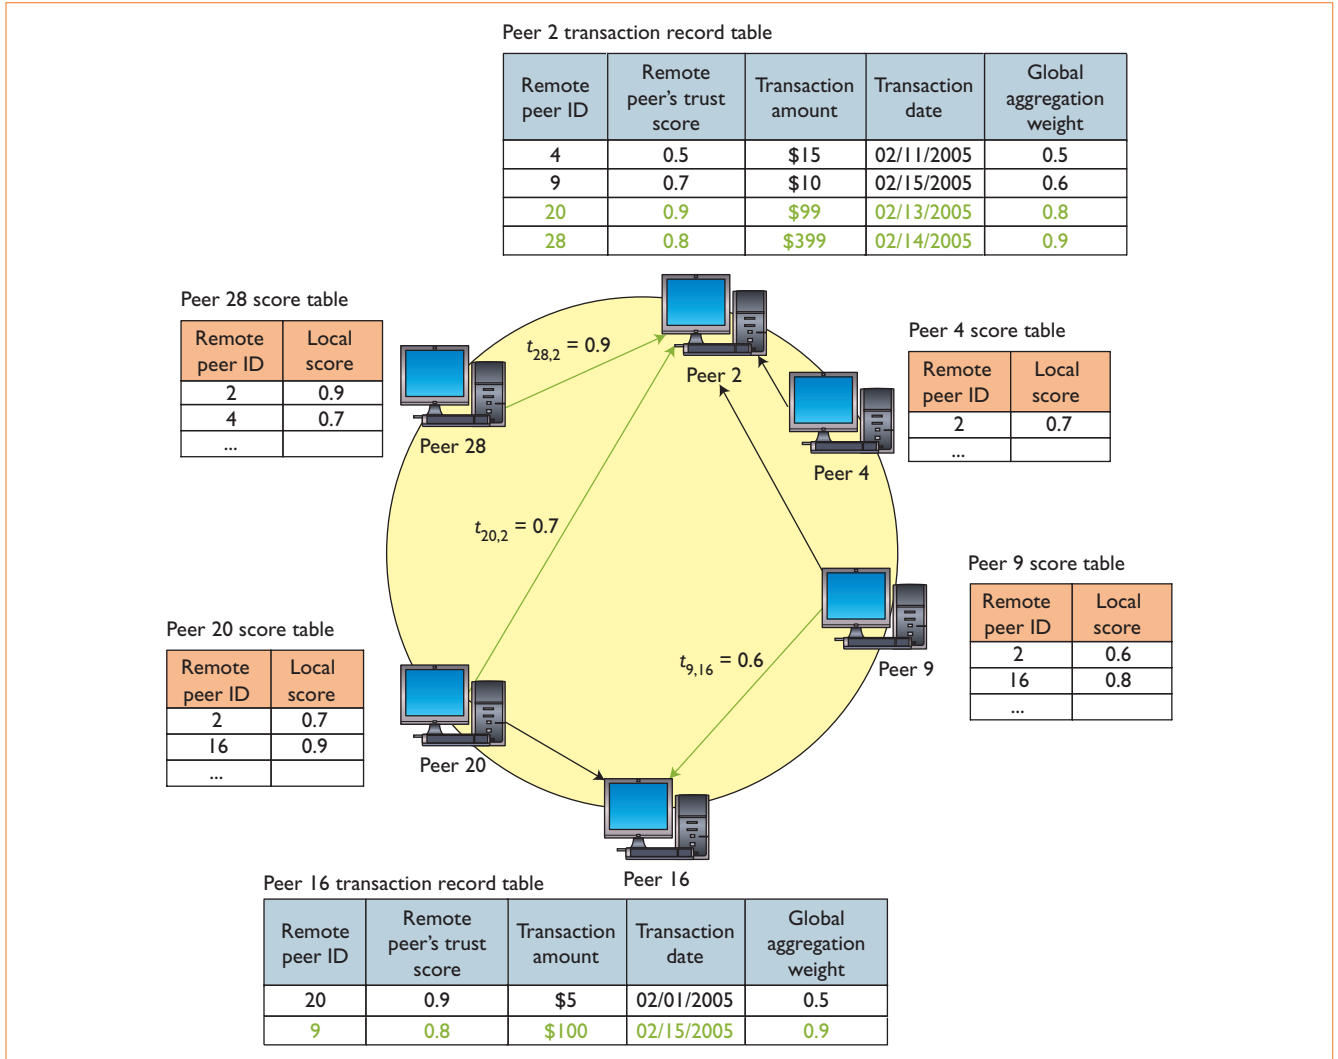 Peer 2 transaction record table
Remote peer ID | Remote peer's trust score | Transaction amount | Transaction date | Global aggregation weight
4 | 0.5 | $15 | 02/11/2005 | 0.5
9 | 0.7 | $10 | 02/15/2005 | 0.6
20 | 0.9 | $99 | 02/13/2005 | 0.8
28 | 0.8 | $399 | 02/14/2005 | 0.9
Peer 28 score table
Remote peer ID | Local score
2 | 0.9
4 | 0.7
...
Peer 4 score table
Remote peer ID | Local score
2 | 0.7
...
t28,2 = 0.9
Peer 2
Peer 28
Peer 4
t20,2 = 0.7
Peer 9 score table
Remote peer ID | Local score
2 | 0.6
16 | 0.8
...
Peer 20 score table
Remote peer ID | Local score
2 | 0.7
16 | 0.9
...
t9,16 = 0.6
Peer 9
Peer 20
Peer 16
Peer 16 transaction record table
Remote peer ID | Remote peer's trust score | Transaction amount | Transaction date | Global aggregation weight
20 | 0.9 | $5 | 02/01/2005 | 0.5
9 | 0.8 | $100 | 02/15/2005 | 0.9